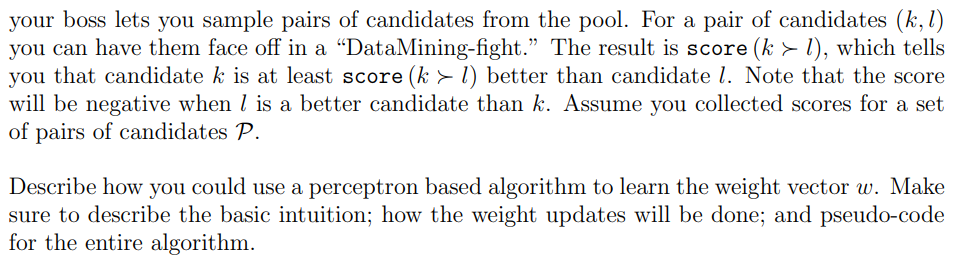 your boss lets you sample pairs of candidates from the pool. For a pair of candidates (k, l)
you can have them face off in a “DataMining-fight.” The result is score (k ≻ l), which tells
you that candidate k is at least score (k ≻ l) better than candidate l. Note that the score
will be negative when l is a better candidate than k. Assume you collected scores for a set
of pairs of candidates 𝒫.
Describe how you could use a perceptron based algorithm to learn the weight vector w. Make
sure to describe the basic intuition; how the weight updates will be done; and pseudo-code
for the entire algorithm.